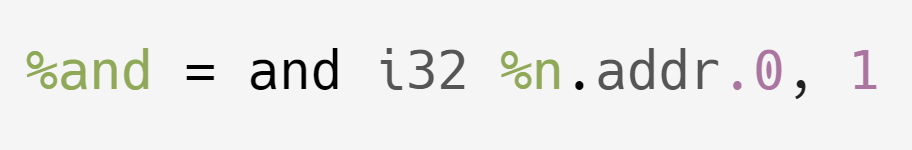 %and = and i32 %n.addr.0, 1